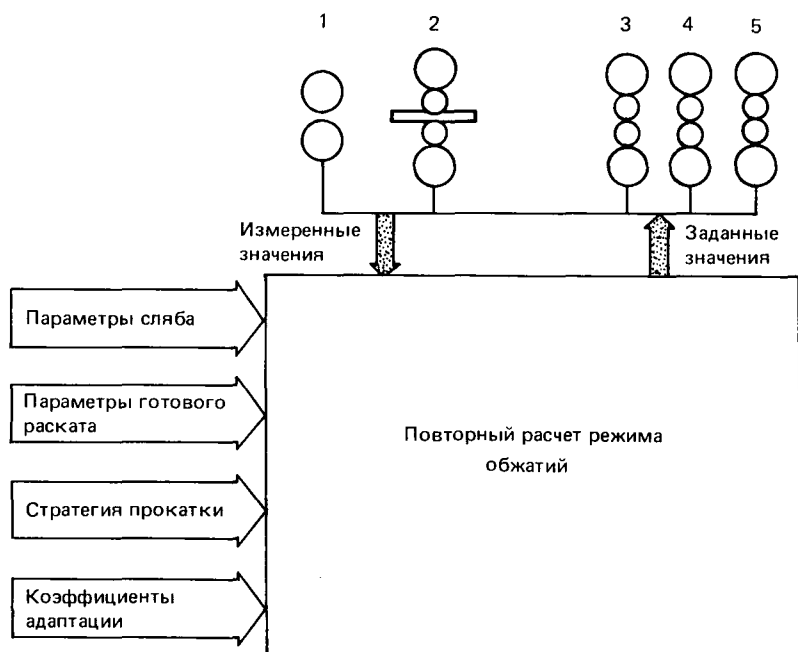 1 2 3 4 5
Измеренные
значения
Заданные
значения
Параметры сляба
Параметры готового
раската
Стратегия прокатки
Коэффициенты
адаптации
Повторный расчет режима
обжатий